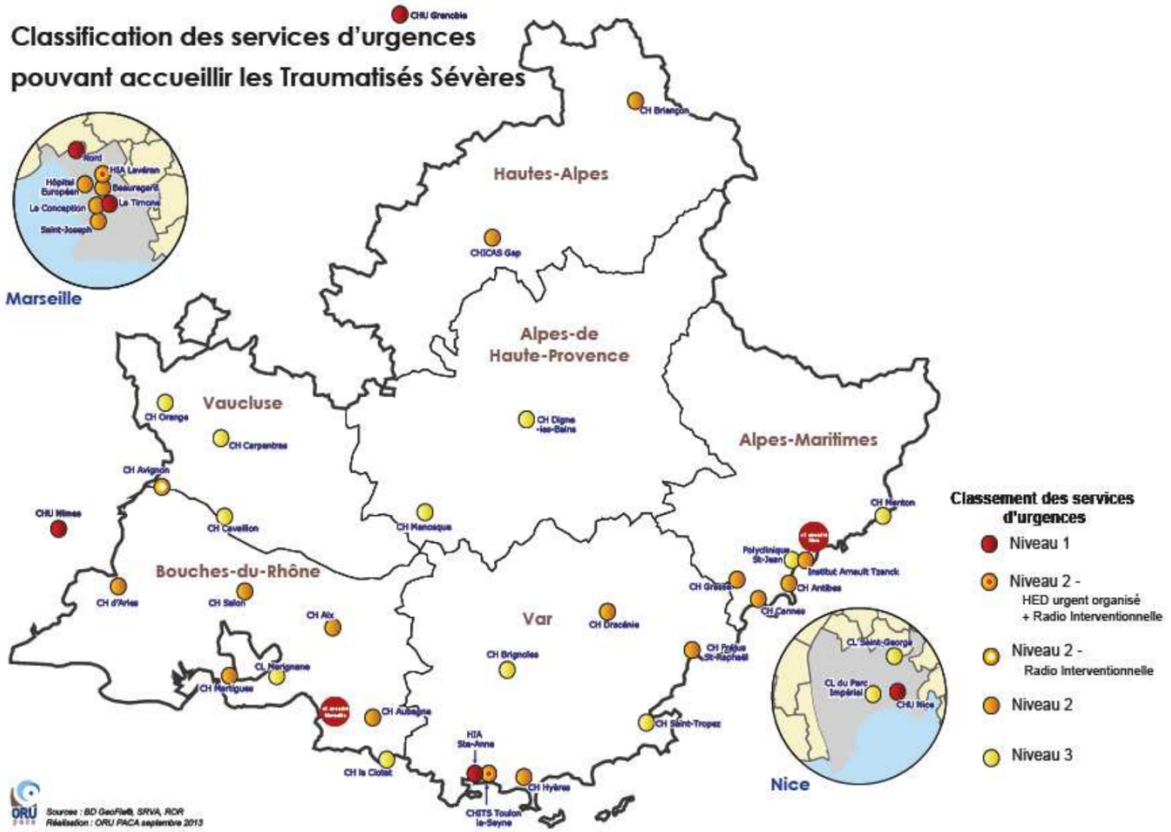 Classification des services d'urgences
pouvant accueillir les Traumatisés Sévères
CHU Grenoble
CH Briançon
Hautes-Alpes
CHICAS Gap
Nord
HIA Lavéran
Hôpital
Européen
Beauregard
La Conception
La Timone
Saint-Joseph
Marseille
Alpes-de
Haute-Provence
CH Digne
-les-Bains
CH Manosque
Vaucluse
CH Orange
CH Carpentras
CH Avignon
CH Cavaillon
CHU Nimes
Alpes-Maritimes
CH Menton
Polyclinique
St-Jean
Institut Arnault Tzanck
CH Antibes
CH Grasse
CH Cannes
Bouches-du-Rhône
CH d'Arles
CH Salon
CH Aix
CL Marignane
CH Martigues
CH Aubagne
CH la Ciotat
Var
CH Dracénie
CH Brignoles
CH Fréjus
St-Raphaël
CH Saint-Tropez
HIA
Ste-Anne
CHITS Toulon
la-Seyne
CH Hyères
CL Saint-George
CL du Parc
Impérial
CHU Nice
Nice
Classement des services
d'urgences
Niveau 1
Niveau 2 -
HED urgent organisé
+ Radio Interventionnelle
Niveau 2 -
Radio Interventionnelle
Niveau 2
Niveau 3
ORU
paca
Sources : BD GeoFla®, SRVA, ROR
Réalisation : ORU PACA septembre 2013